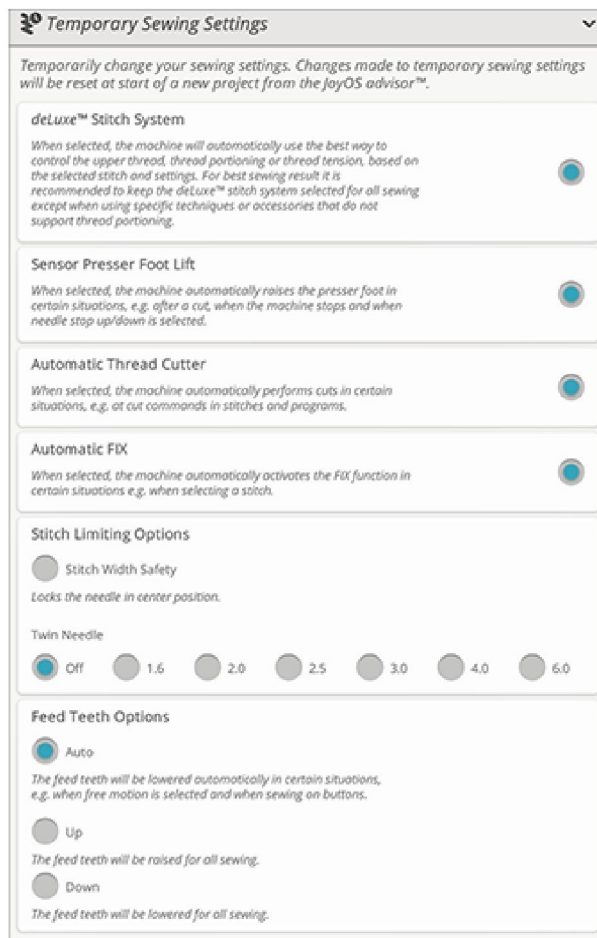 Temporary Sewing Settings
Temporarily change your sewing settings. Changes made to temporary sewing settings
will be reset at start of a new project from the JoyOS advisor™.
deLuxe™ Stitch System
When selected, the machine will automatically use the best way to
control the upper thread, thread portioning or thread tension, based on
the selected stitch and settings. For best sewing result it is
recommended to keep the deLuxe™ stitch system selected for all sewing
except when using specific techniques or accessories that do not
support thread portioning.
Sensor Presser Foot Lift
When selected, the machine automatically raises the presser foot in
certain situations, e.g. after a cut, when the machine stops and when
needle stop up/down is selected.
Automatic Thread Cutter
When selected, the machine automatically performs cuts in certain
situations, e.g. at cut commands in stitches and programs.
Automatic FIX
When selected, the machine automatically activates the FIX function in
certain situations e.g. when selecting a stitch.
Stitch Limiting Options
Stitch Width Safety
Locks the needle in center position.
Twin Needle
Off 1.6 2.0 2.5 3.0 4.0 6.0
Feed Teeth Options
Auto
The feed teeth will be lowered automatically in certain situations,
e.g. when free motion is selected and when sewing on buttons.
Up
The feed teeth will be raised for all sewing.
Down
The feed teeth will be lowered for all sewing.